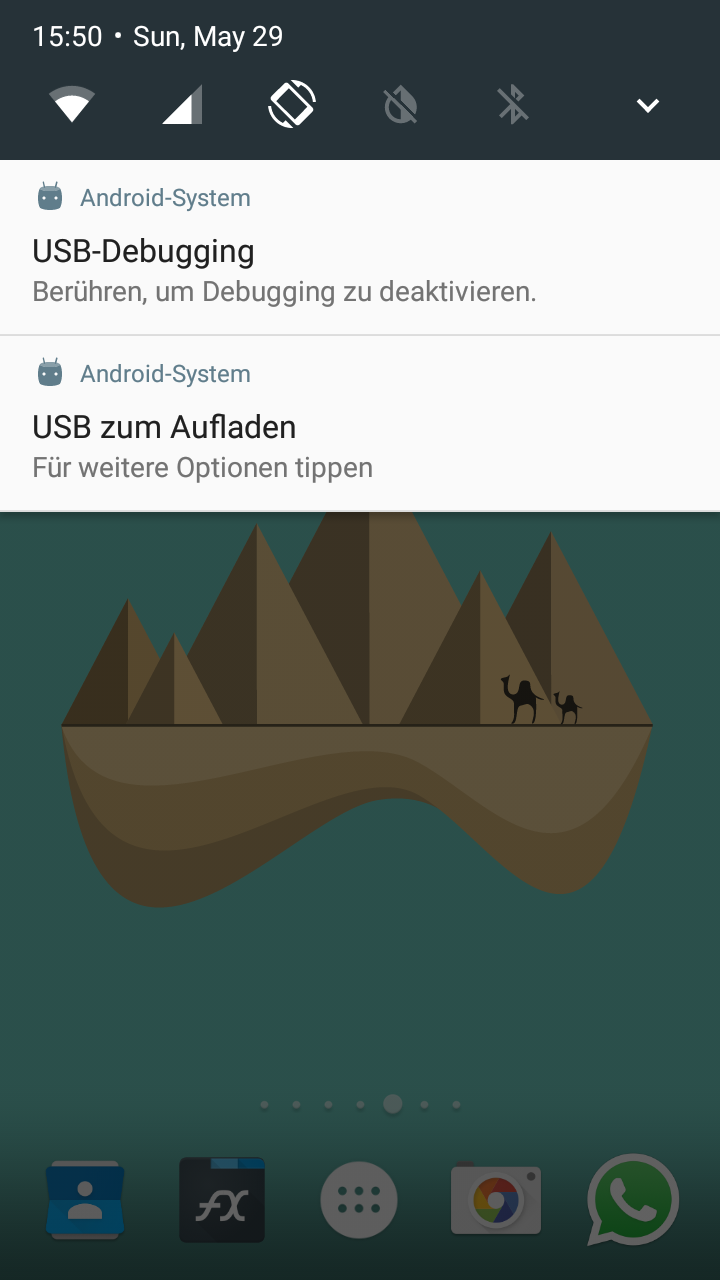 15:50 • Sun, May 29
Android-System
USB-Debugging
Berühren, um Debugging zu deaktivieren.
Android-System
USB zum Aufladen
Für weitere Optionen tippen
FX